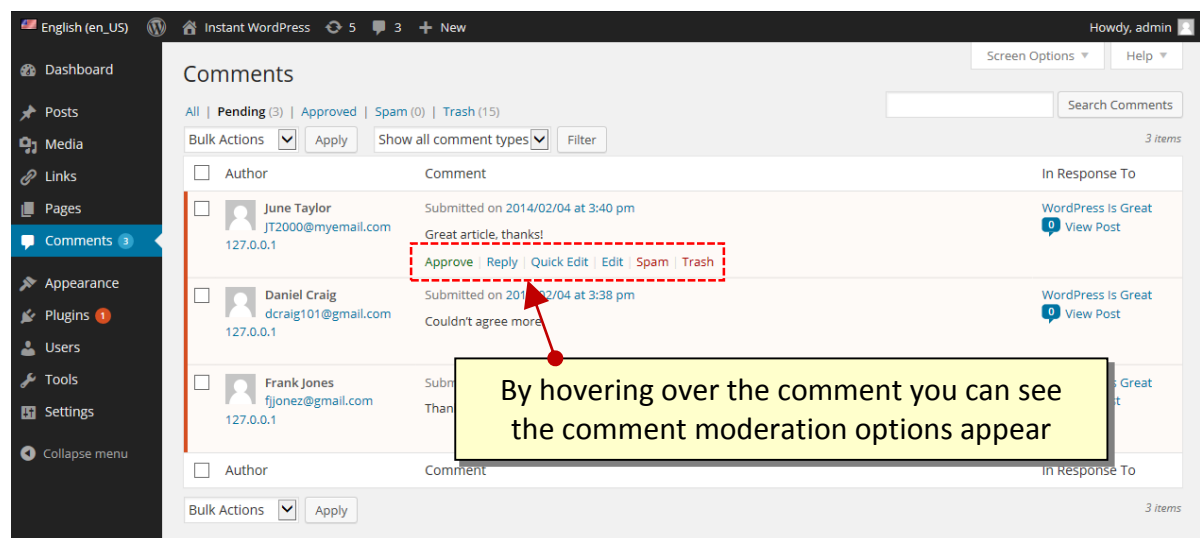 English (en_US) Instant WordPress 5 3 + New Howdy, admin
Screen Options Help
Dashboard
Posts
Media
Links
Pages
Comments 3
Appearance
Plugins 1
Users
Tools
Settings
Collapse menu
Comments
All | Pending (3) | Approved | Spam (0) | Trash (15)
Search Comments
Bulk Actions Apply Show all comment types Filter 3 items
Author Comment In Response To
June Taylor Submitted on 2014/02/04 at 3:40 pm WordPress Is Great
JT2000@myemail.com 0 View Post
127.0.0.1 Great article, thanks!
Approve | Reply | Quick Edit | Edit | Spam | Trash
Daniel Craig Submitted on 02/04 at 3:38 pm WordPress Is Great
dcraig101@gmail.com 0 View Post
127.0.0.1 Couldn't agree more
Frank Jones Great
fjjonez@gmail.com
127.0.0.1
By hovering over the comment you can see
the comment moderation options appear
Author Comment In Response To
Bulk Actions Apply 3 items